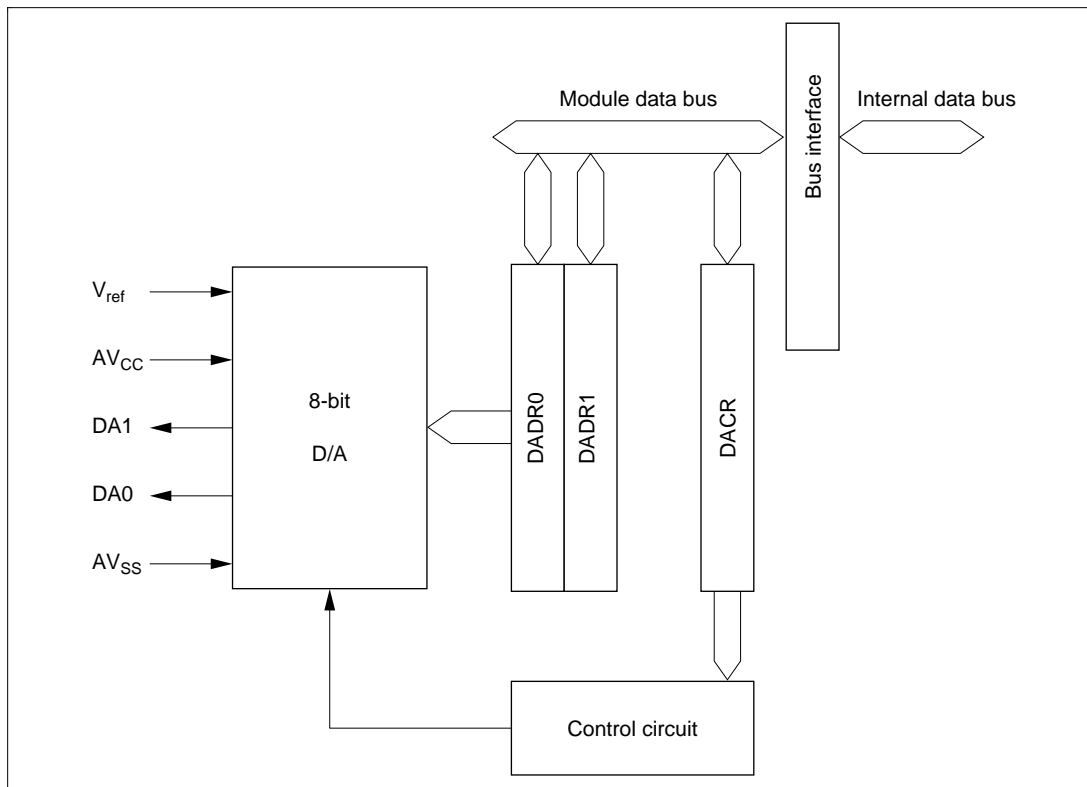 Module data bus
Internal data bus
Bus interface
V_ref
AV_CC
DA1
DA0
AV_SS
8-bit
D/A
DADR0
DADR1
DACR
Control circuit